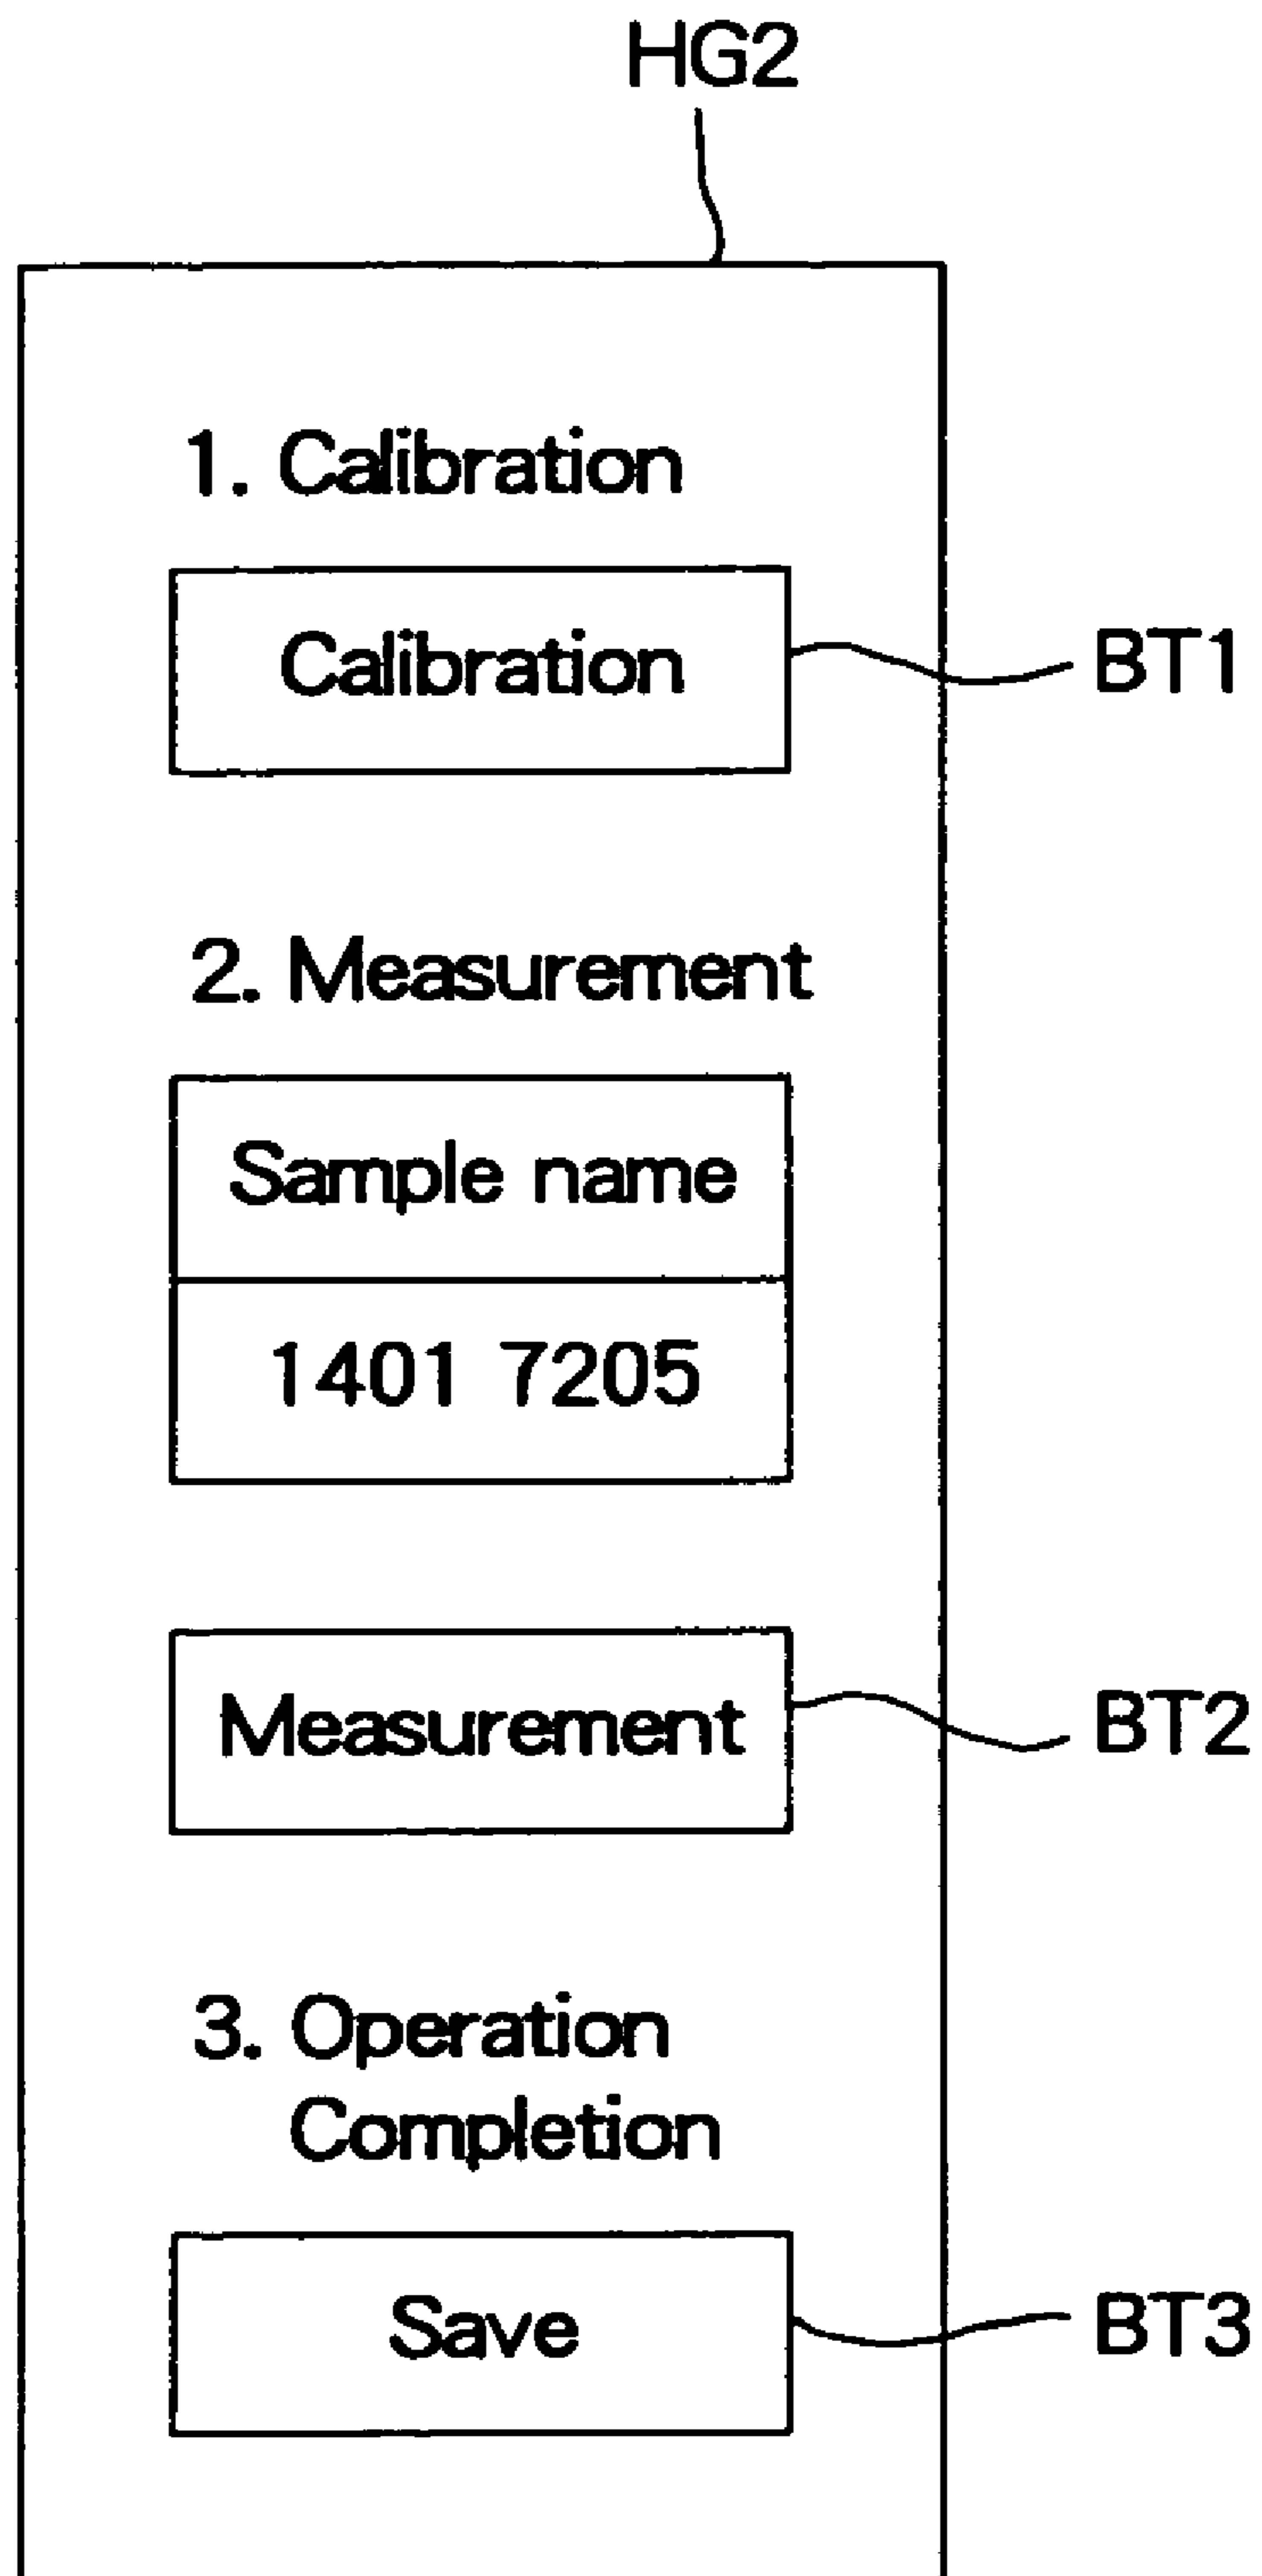 HG2
1. Calibration
Calibration
BT1
2. Measurement
Sample name
1401 7205
Measurement
BT2
3. Operation
Completion
Save
BT3